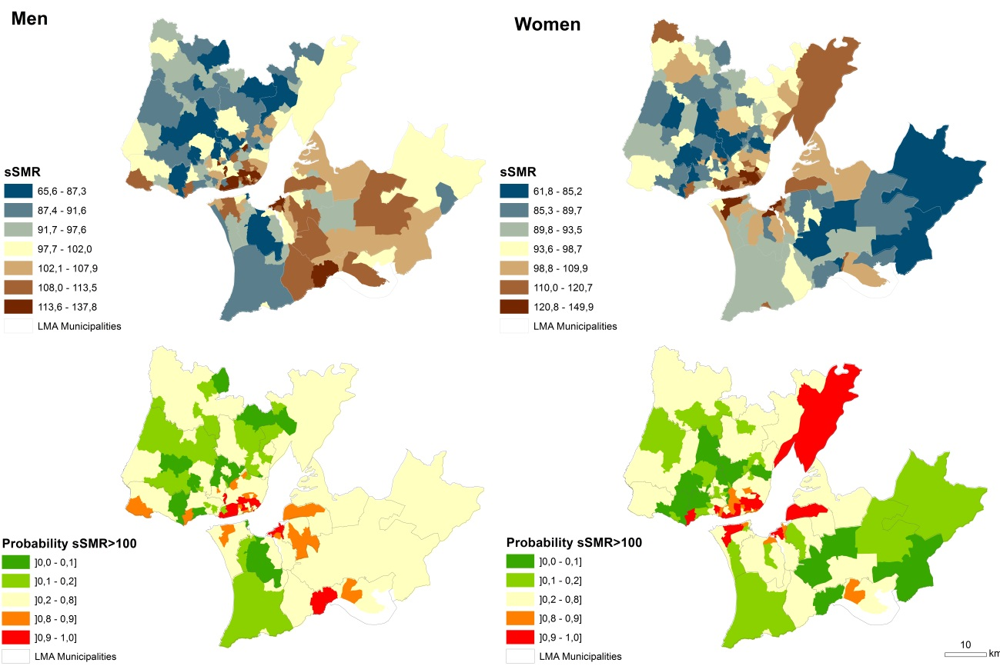 Men
Women
sSMR
65,6 - 87,3
87,4 - 91,6
91,7 - 97,6
97,7 - 102,0
102,1 - 107,9
108,0 - 113,5
113,6 - 137,8
LMA Municipalities
sSMR
61,8 - 85,2
85,3 - 89,7
89,8 - 93,5
93,6 - 98,7
98,8 - 109,9
110,0 - 120,7
120,8 - 149,9
LMA Municipalities
Probability sSMR>100
]0,0 - 0,1]
]0,1 - 0,2]
]0,2 - 0,8]
]0,8 - 0,9]
]0,9 - 1,0]
LMA Municipalities
Probability sSMR>100
]0,0 - 0,1]
]0,1 - 0,2]
]0,2 - 0,8]
]0,8 - 0,9]
]0,9 - 1,0]
LMA Municipalities
10
km